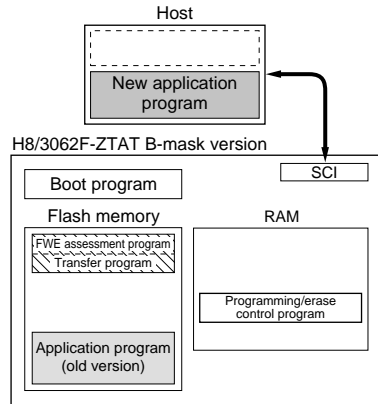 Host
New application
program
H8/3062F-ZTAT B-mask version
SCI
Boot program
Flash memory
RAM
FWE assessment program
Transfer program
Programming/erase
control program
Application program
(old version)